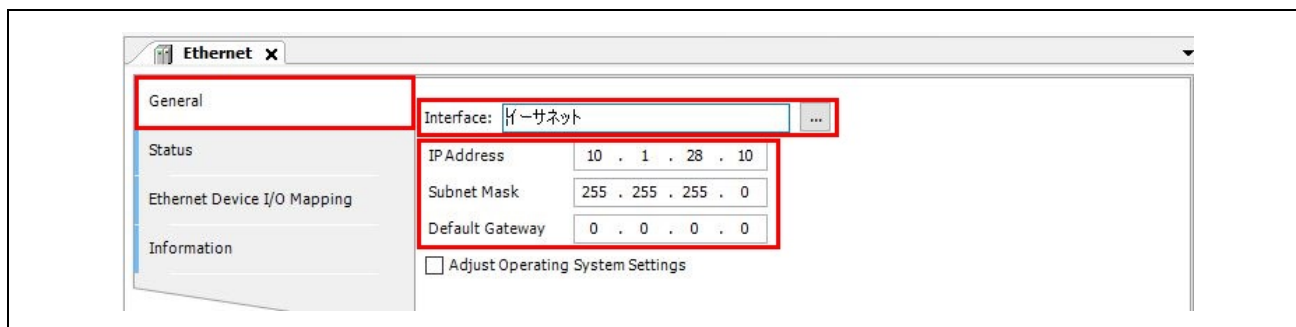 Ethernet
General
Interface: イーサネット ...
Status
IP Address 10 . 1 . 28 . 10
Ethernet Device I/O Mapping
Subnet Mask 255 . 255 . 255 . 0
Default Gateway 0 . 0 . 0 . 0
Information
Adjust Operating System Settings